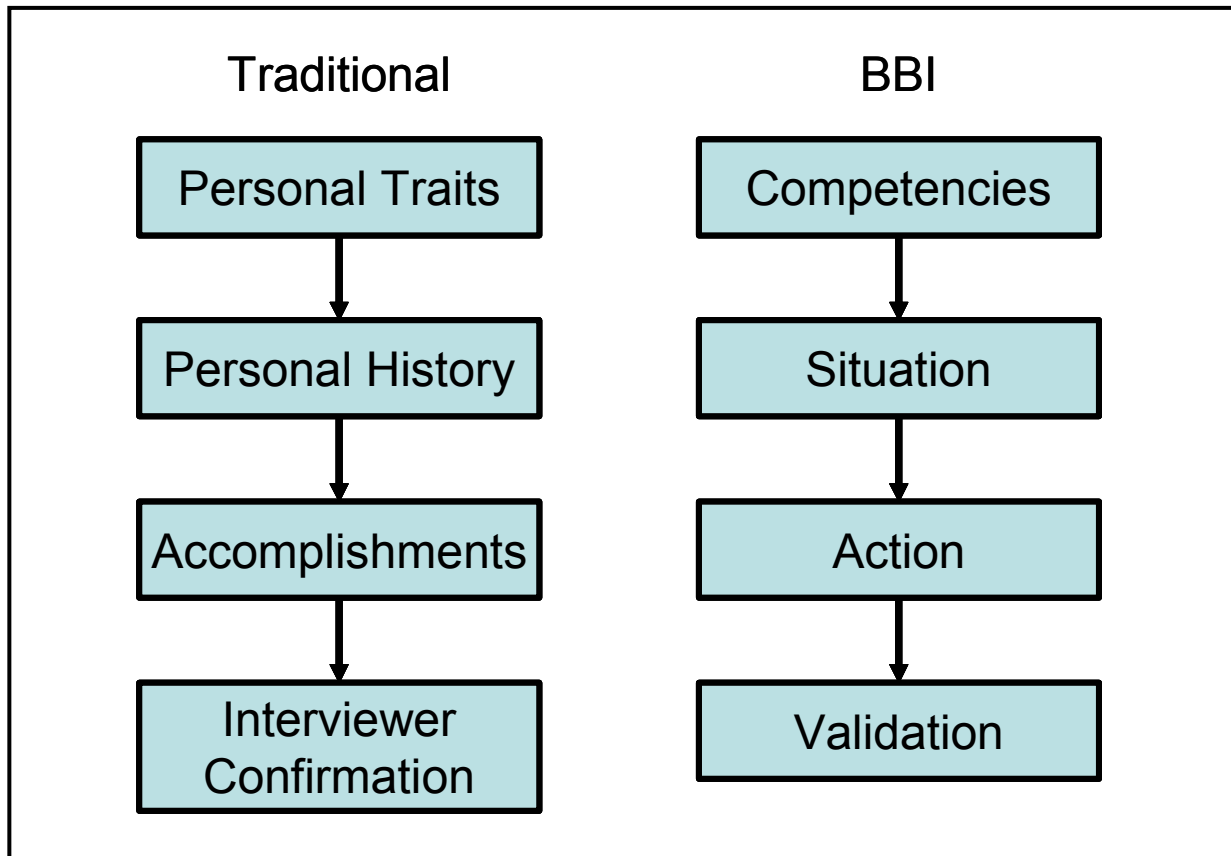 Traditional
Personal Traits
Personal History
Accomplishments
Interviewer
Confirmation
BBI
Competencies
Situation
Action
Validation